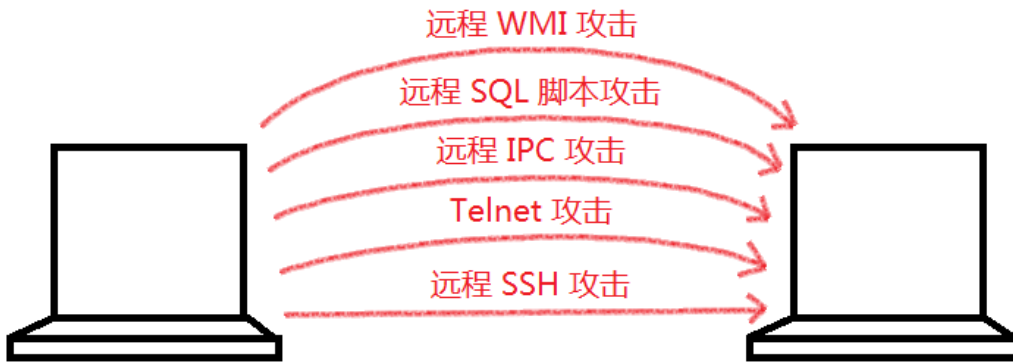 远程 WMI 攻击
远程 SQL 脚本攻击
远程 IPC 攻击
Telnet 攻击
远程 SSH 攻击